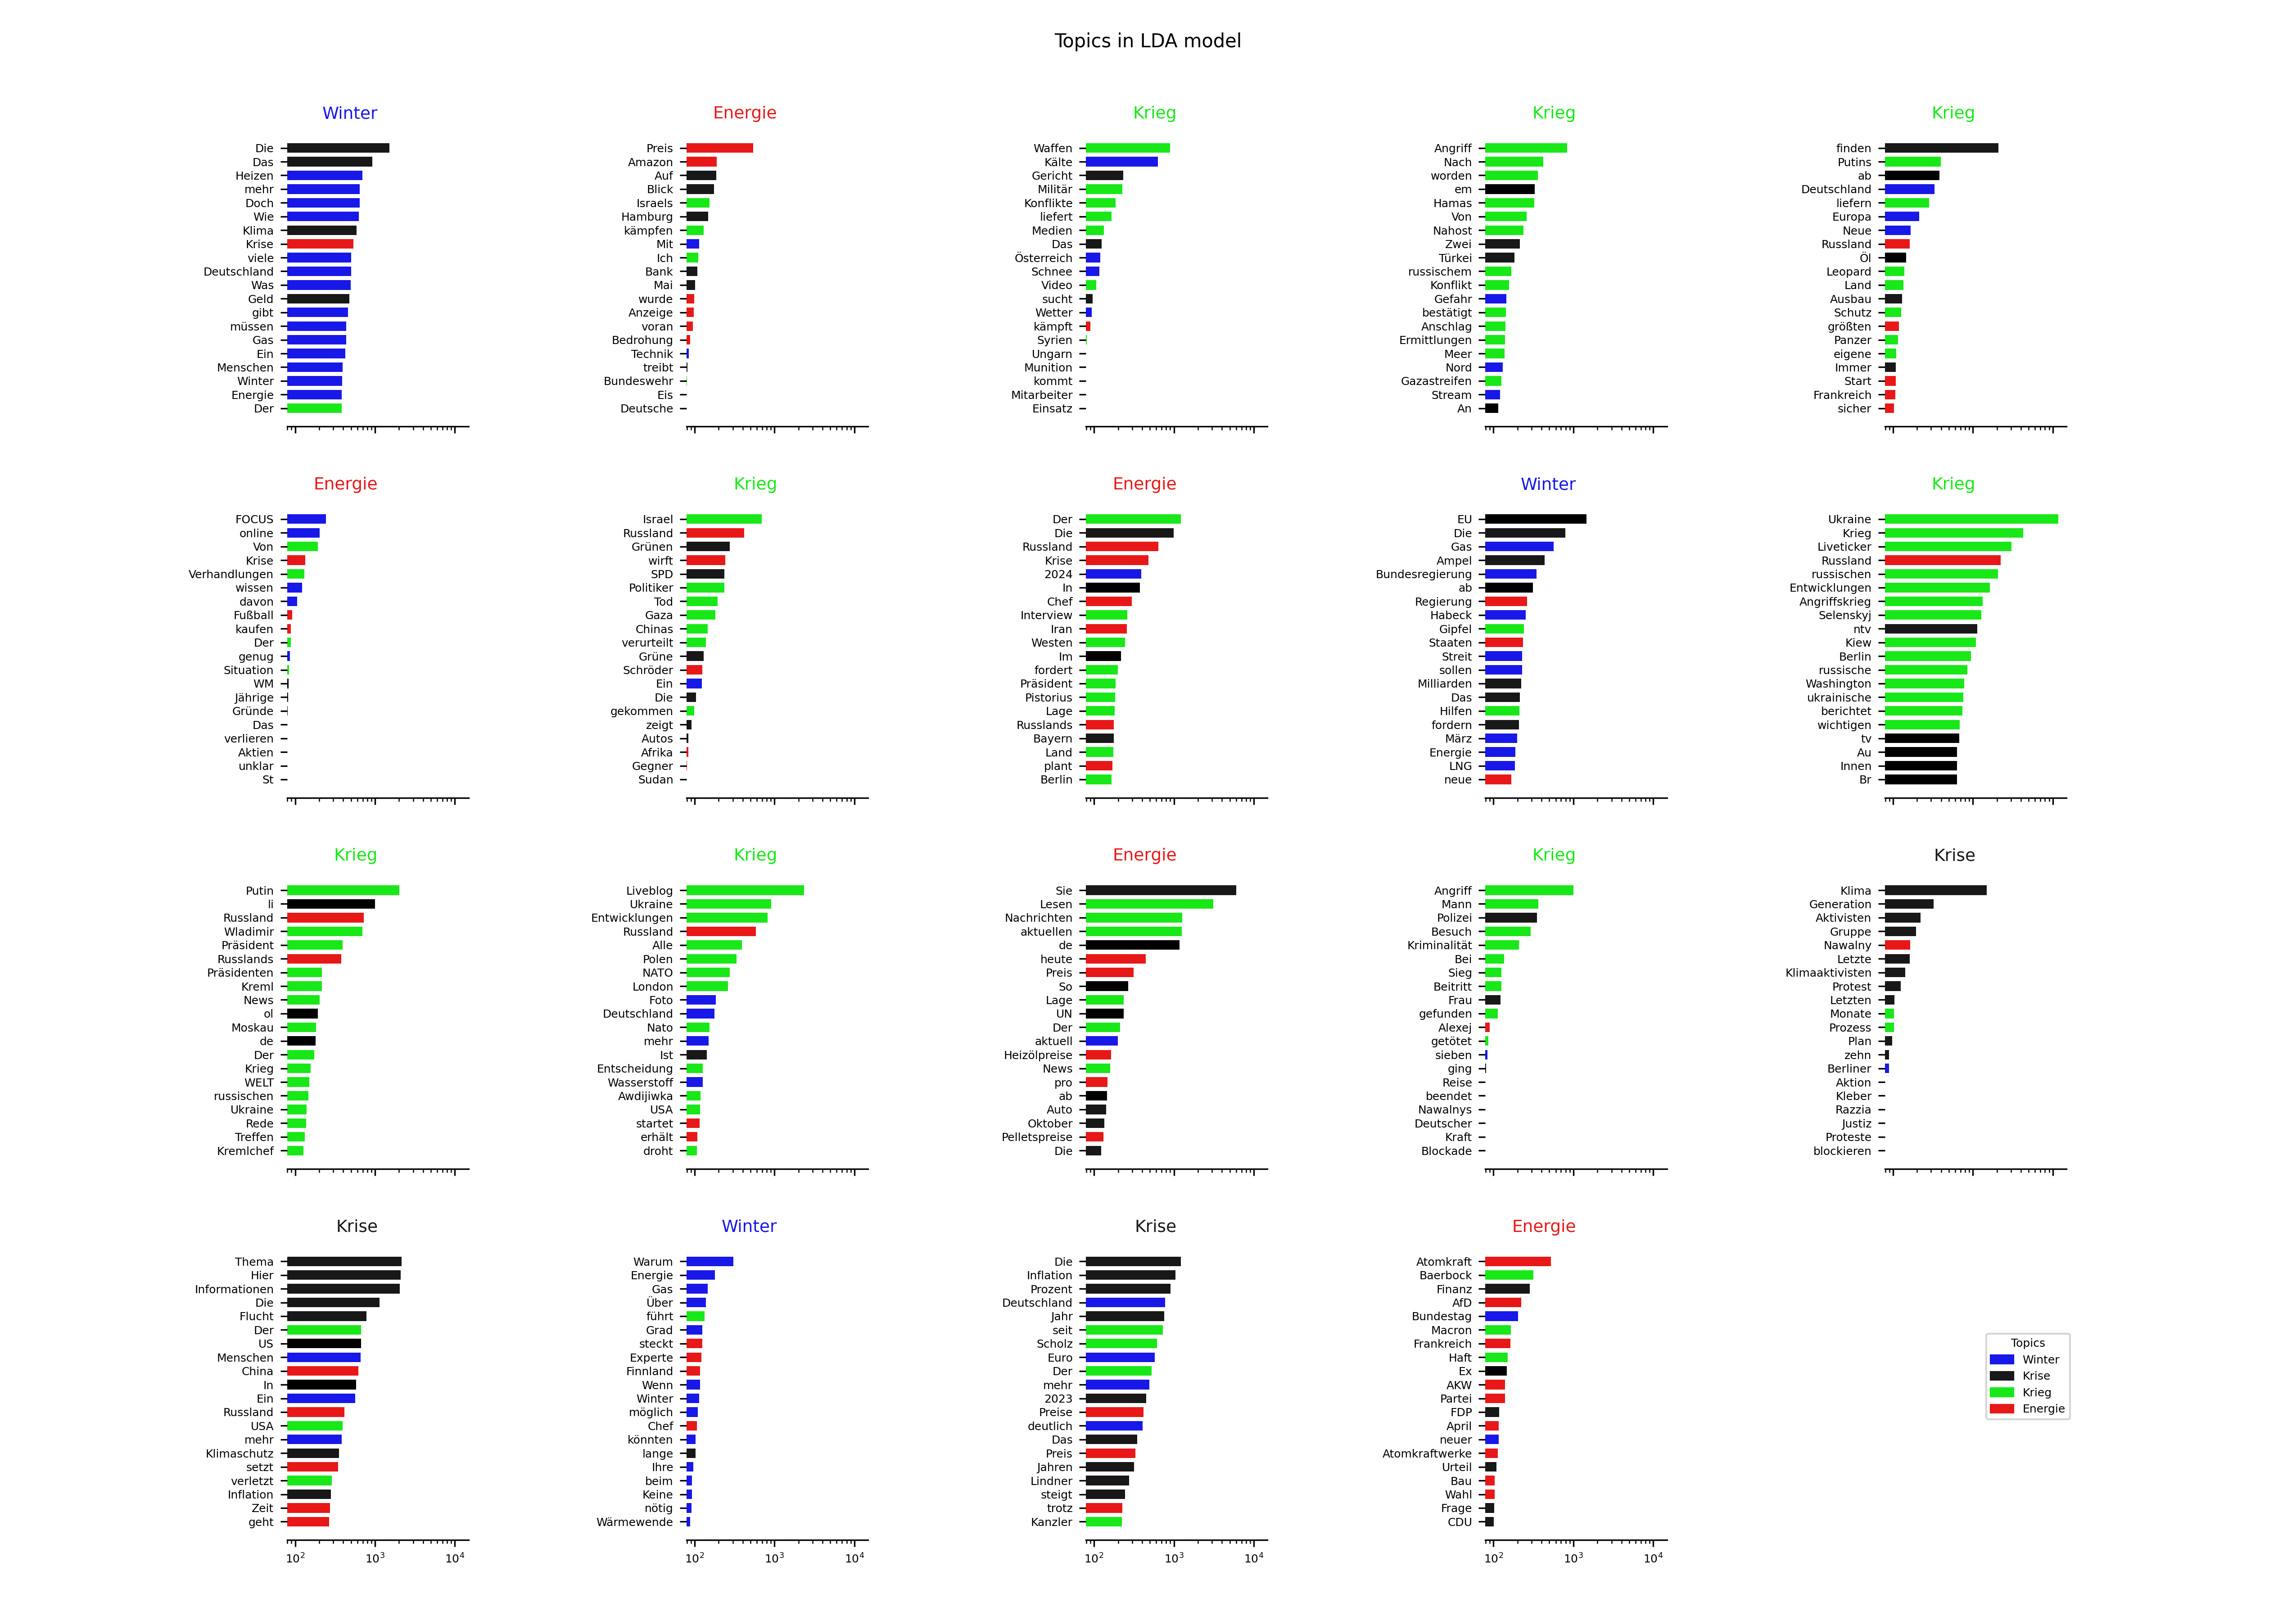 Topics in LDA model
Winter
Die
Das
Heizen
mehr
Doch
Wie
Klima
Krise
viele
Deutschland
Was
Geld
gibt
müssen
Gas
Ein
Menschen
Winter
Energie
Der
Energie
Preis
Amazon
Auf
Blick
Israels
Hamburg
kämpfen
Mit
Ich
Bank
Mai
wurde
Anzeige
voran
Bedrohung
Technik
treibt
Bundeswehr
Eis
Deutsche
Krieg
Waffen
Kälte
Gericht
Militär
Konflikte
liefert
Medien
Das
Österreich
Schnee
Video
sucht
Wetter
kämpft
Syrien
Ungarn
Munition
kommt
Mitarbeiter
Einsatz
Krieg
Angriff
Nach
worden
em
Hamas
Von
Nahost
Zwei
Türkei
russischem
Konflikt
Gefahr
bestätigt
Anschlag
Ermittlungen
Meer
Nord
Gazastreifen
Stream
An
Krieg
finden
Putins
ab
Deutschland
liefern
Europa
Neue
Russland
Öl
Leopard
Land
Ausbau
Schutz
größten
Panzer
eigene
Immer
Start
Frankreich
sicher
Energie
FOCUS
online
Von
Krise
Verhandlungen
wissen
davon
Fußball
kaufen
Der
genug
Situation
WM
Jährige
Gründe
Das
verlieren
Aktien
unklar
St
Krieg
Israel
Russland
Grünen
wirft
SPD
Politiker
Tod
Gaza
Chinas
verurteilt
Grüne
Schröder
Ein
Die
gekommen
zeigt
Autos
Afrika
Gegner
Sudan
Energie
Der
Die
Russland
Krise
2024
In
Chef
Interview
Iran
Westen
Im
fordert
Präsident
Pistorius
Lage
Russlands
Bayern
Land
plant
Berlin
Winter
EU
Die
Gas
Ampel
Bundesregierung
ab
Regierung
Habeck
Gipfel
Staaten
Streit
sollen
Milliarden
Das
Hilfen
fordern
März
Energie
LNG
neue
Krieg
Ukraine
Krieg
Liveticker
Russland
russischen
Entwicklungen
Angriffskrieg
Selenskyj
ntv
Kiew
Berlin
russische
Washington
ukrainische
berichtet
wichtigen
tv
Au
Innen
Br
Krieg
Putin
li
Russland
Wladimir
Präsident
Russlands
Präsidenten
Kreml
News
ol
Moskau
de
Der
Krieg
WELT
russischen
Ukraine
Rede
Treffen
Kremlchef
Krieg
Liveblog
Ukraine
Entwicklungen
Russland
Alle
Polen
NATO
London
Foto
Deutschland
Nato
mehr
Ist
Entscheidung
Wasserstoff
Awdijiwka
USA
startet
erhält
droht
Energie
Sie
Lesen
Nachrichten
aktuellen
de
heute
Preis
So
Lage
UN
Der
aktuell
Heizölpreise
News
pro
ab
Auto
Oktober
Pelletspreise
Die
Krieg
Angriff
Mann
Polizei
Besuch
Kriminalität
Bei
Sieg
Beitritt
Frau
gefunden
Alexej
getötet
sieben
ging
Reise
beendet
Nawalnys
Deutscher
Kraft
Blockade
Krise
Klima
Generation
Aktivisten
Gruppe
Nawalny
Letzte
Klimaaktivisten
Protest
Letzten
Monate
Prozess
Plan
zehn
Berliner
Aktion
Kleber
Razzia
Justiz
Proteste
blockieren
Krise
Thema
Hier
Informationen
Die
Flucht
Der
US
Menschen
China
In
Ein
Russland
USA
mehr
Klimaschutz
setzt
verletzt
Inflation
Zeit
geht
10² 10³ 10⁴
Winter
Warum
Energie
Gas
Über
führt
Grad
steckt
Experte
Finnland
Wenn
Winter
möglich
Chef
könnten
lange
Ihre
beim
Keine
nötig
Wärmewende
10² 10³ 10⁴
Krise
Die
Inflation
Prozent
Deutschland
Jahr
seit
Scholz
Euro
Der
mehr
2023
Preise
deutlich
Das
Preis
Jahren
Lindner
steigt
trotz
Kanzler
10² 10³ 10⁴
Energie
Atomkraft
Baerbock
Finanz
AfD
Bundestag
Macron
Frankreich
Haft
Ex
AKW
Partei
FDP
April
neuer
Atomkraftwerke
Urteil
Bau
Wahl
Frage
CDU
10² 10³ 10⁴
Topics
Winter
Krise
Krieg
Energie